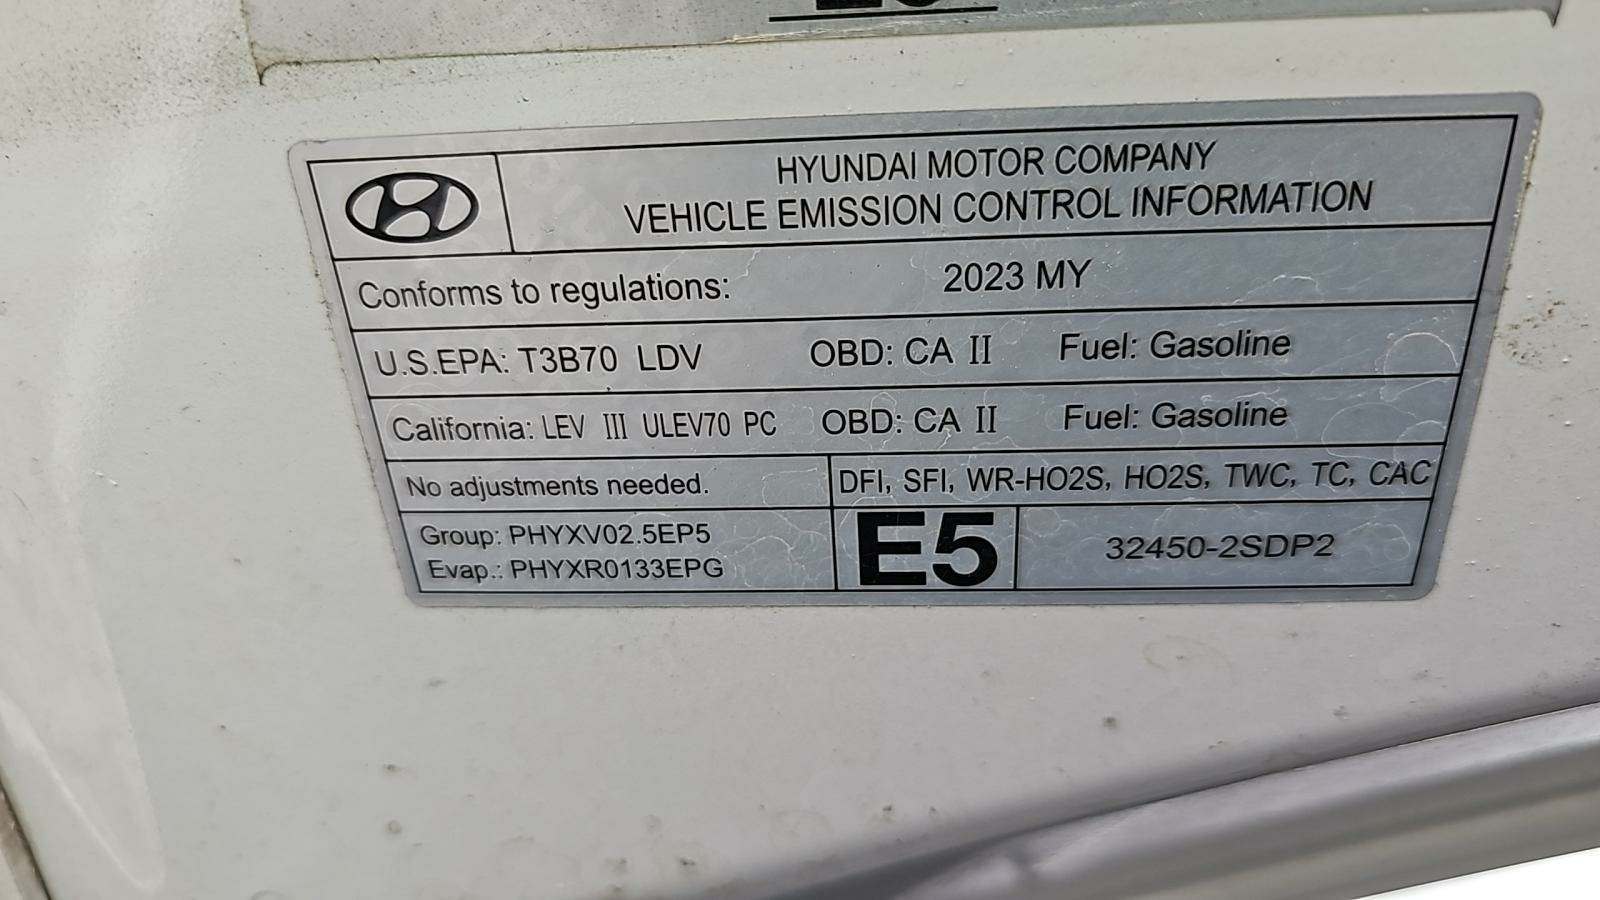 HYUNDAI MOTOR COMPANY
VEHICLE EMISSION CONTROL INFORMATION
Conforms to regulations: 2023 MY
U.S.EPA: T3B70 LDV OBD: CA II Fuel: Gasoline
California: LEV III ULEV70 PC OBD: CA II Fuel: Gasoline
No adjustments needed. DFI, SFI, WR-HO2S, HO2S, TWC, TC, CAC
Group: PHYXV02.5EP5
Evap.: PHYXR0133EPG
E5
32450-2SDP2